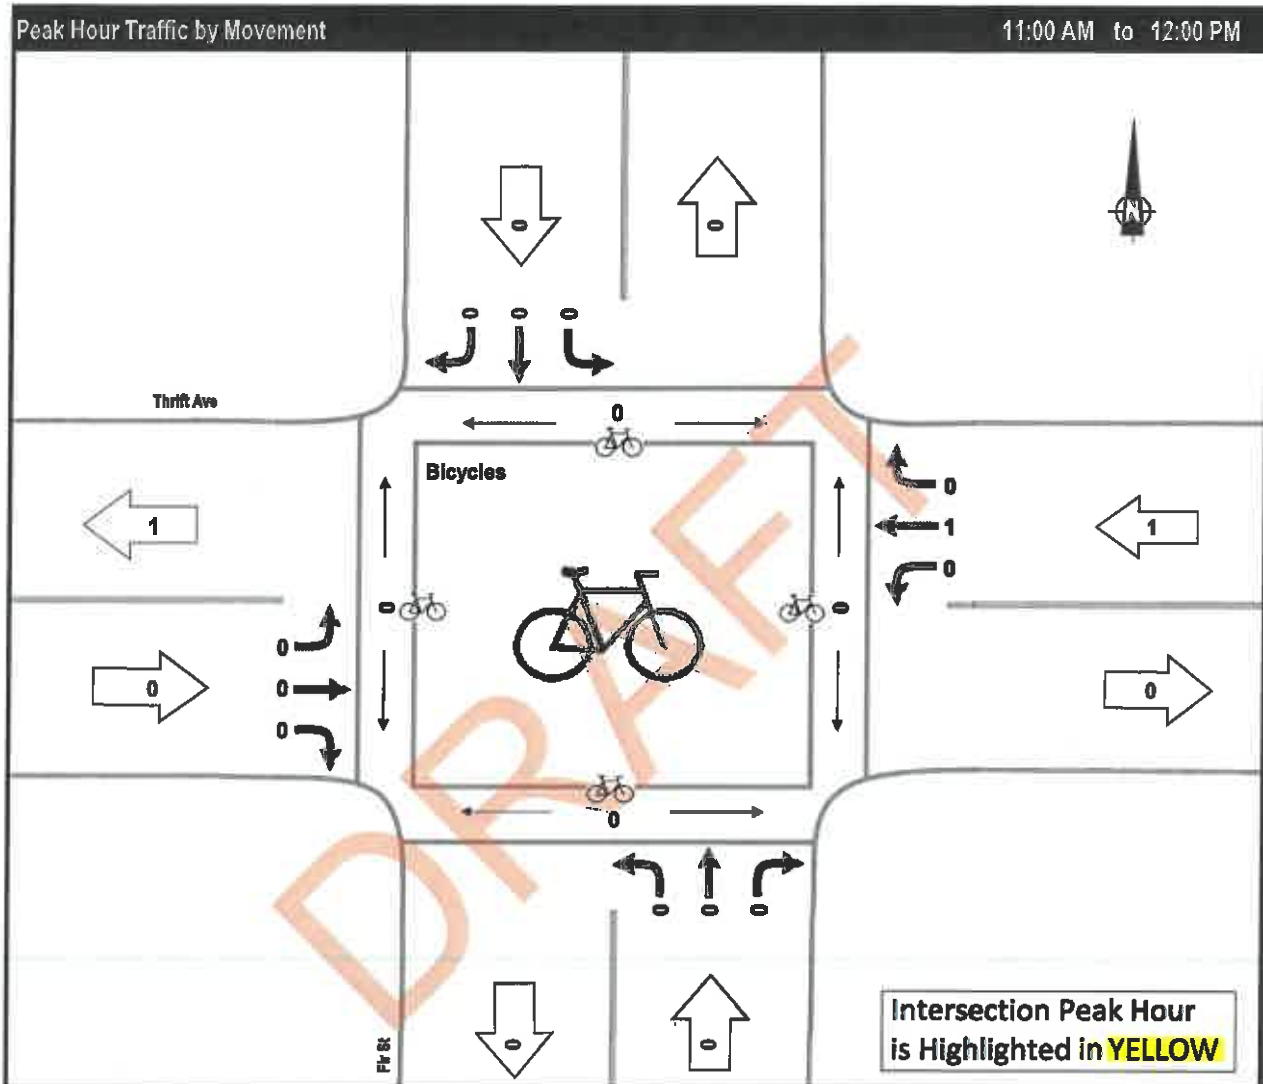 Peak Hour Traffic by Movement 11:00 AM to 12:00 PM
0 0
0 0 0
Thrift Ave
0
Bicycles
0
1 1 1
0
0 0
0
0 0 0
0
0
0 0 0
DRAFT
Fir St
0 0
Intersection Peak Hour
is Highlighted in YELLOW
N